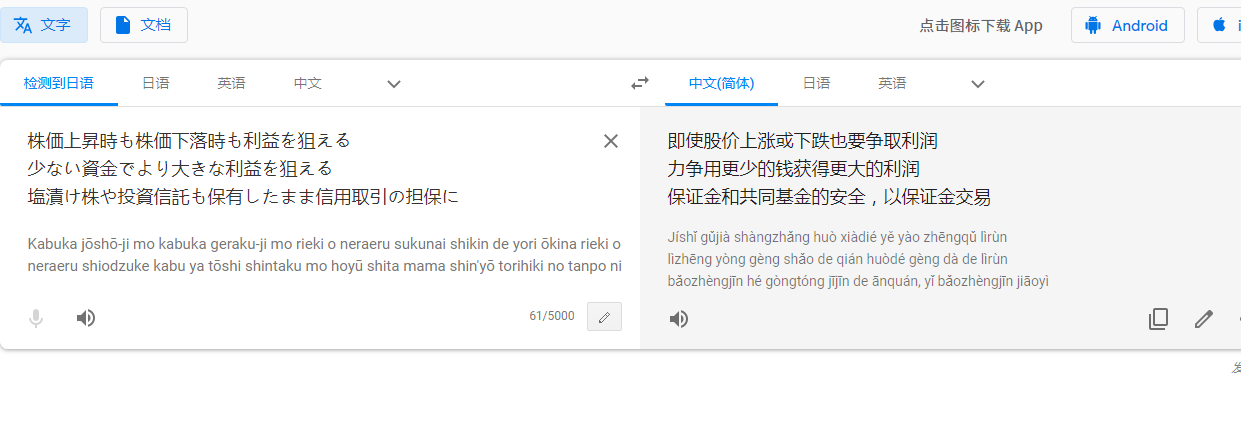 文字
文档
点击图标下载 App
Android
检测到日语
日语
英语
中文
中文(简体)
日语
英语
株価上昇時も株価下落時も利益を狙える
少ない資金でより大きな利益を狙える
塩漬け株や投資信託も保有したまま信用取引の担保に
Kabuka jōshō-ji mo kabuka geraku-ji mo rieki o neraeru sukunai shikin de yori ōkina rieki o
neraeru shiodzuke kabu ya tōshi shintaku mo hoyū shita mama shin'yō torihiki no tanpo ni
61/5000
即使股价上涨或下跌也要争取利润
力争用更少的钱获得更大的利润
保证金和共同基金的安全，以保证金交易
Jíshǐ gǔjià shàngzhǎng huò xiàdié yě yào zhēngqǔ lìrùn
lìzhēng yòng gèng shǎo de qián huòdé gèng dà de lìrùn
bǎozhèngjīn hé gòngtóng jījīn de ānquán, yǐ bǎozhèngjīn jiāoyì